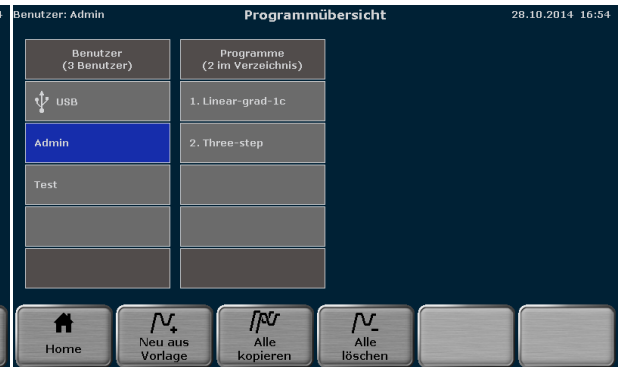 Benutzer: Admin
Programmübersicht
28.10.2014 16:54
Benutzer
(3 Benutzer)
Programme
(2 im Verzeichnis)
USB
1. Linear-grad-1c
Admin
2. Three-step
Test
Home
Neu aus
Vorlage
Alle
kopieren
Alle
löschen